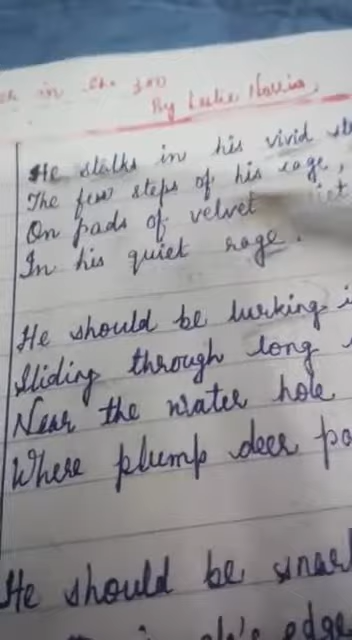 in the zoo
By Leslie Norris
He stalks in his vivid
The few steps of his cage,
On pads of velvet
In his quiet rage.
He should be lurking
Sliding through long
Near the water hole
Where plump deer
He should be
edge